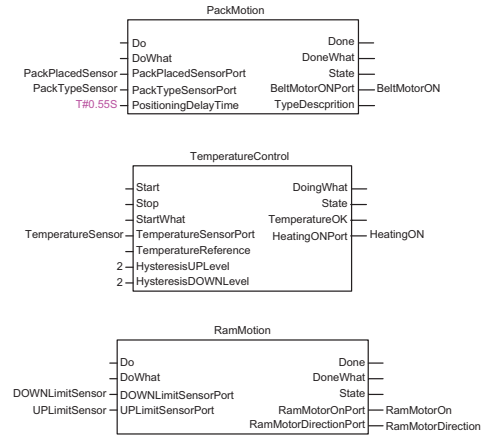 PackMotion
Do Done
DoWhat DoneWhat
PackPlacedSensor PackPlacedSensorPort State
PackTypeSensor PackTypeSensorPort BeltMotorONPort BeltMotorON
T#0.55S PositioningDelayTime TypeDescprition
TemperatureControl
Start DoingWhat
Stop State
StartWhat TemperatureOK
TemperatureSensor TemperatureSensorPort HeatingONPort HeatingON
TemperatureReference
2 HysteresisUPLevel
2 HysteresisDOWNLevel
RamMotion
Do Done
DoWhat DoneWhat
DOWNLimitSensor DOWNLimitSensorPort State
UPLimitSensor UPLimitSensorPort RamMotorOnPort RamMotorOn
RamMotorDirectionPort RamMotorDirection